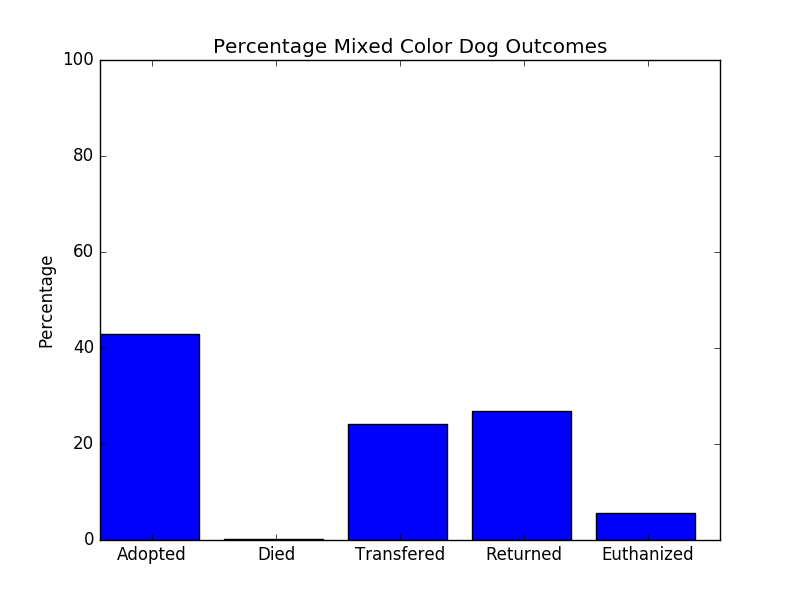 Percentage Mixed Color Dog Outcomes
100
80
60
40
20
0
Percentage
Adopted Died Transfered Returned Euthanized